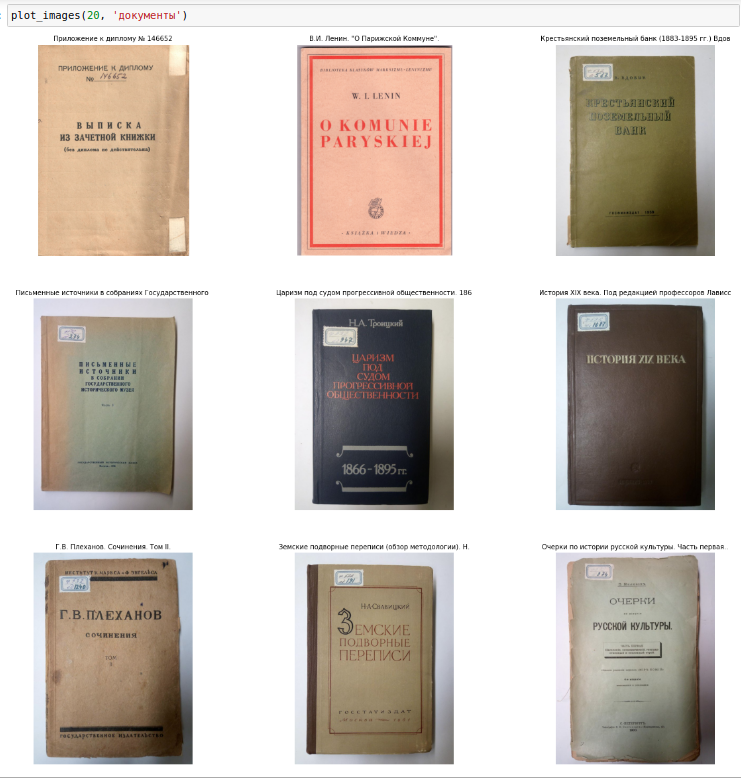 plot_images(20, 'документы')
Приложение к диплому № 146652
ПРИЛОЖЕНИЕ К ДИПЛОМУ
№ 146652
ВЫПИСКА
ИЗ ЗАЧЕТНОЙ КНИЖКИ
(без диплома не действительна)
В.И. Ленин. "О Парижской Коммуне".
W. I. LENIN
O KOMUNIE
PARYSKIEJ
KSIĄŻKA i WIEDZA
Крестьянский поземельный банк (1883-1895 гг.) Вдов
КРЕСТЬЯНСКИЙ
ПОЗЕМЕЛЬНЫЙ
БАНК
Письменные источники в собраниях Государственного
ПИСЬМЕННЫЕ
ИСТОЧНИКИ
В СОБРАНИИ
ГОСУДАРСТВЕННОГО
ИСТОРИЧЕСКОГО МУЗЕЯ
Царизм под судом прогрессивной общественности. 186
Н.А. Троицкий
ЦАРИЗМ
ПОД
СУДОМ
ПРОГРЕССИВНОЙ
ОБЩЕСТВЕННОСТИ
1866-1895 гг.
История XIX века. Под редакцией профессоров Лависс
ИСТОРИЯ XIX ВЕКА
Г.В. Плеханов. Сочинения. Том II.
ИНСТИТУТ К. МАРКСА и Ф. ЭНГЕЛЬСА
Г. В. ПЛЕХАНОВ
СОЧИНЕНИЯ
ТОМ
ГОСУДАРСТВЕННОЕ ИЗДАТЕЛЬСТВО
Земские подворные переписи (обзор методологии). Н.
Н.А.СВАВИЦКИЙ
ЗЕМСКИЕ
ПОДВОРНЫЕ
ПЕРЕПИСИ
ГОССТАТИЗДАТ
Очерки по истории русской культуры. Часть первая.
ОЧЕРКИ
РУССКОЙ КУЛЬТУРЫ.